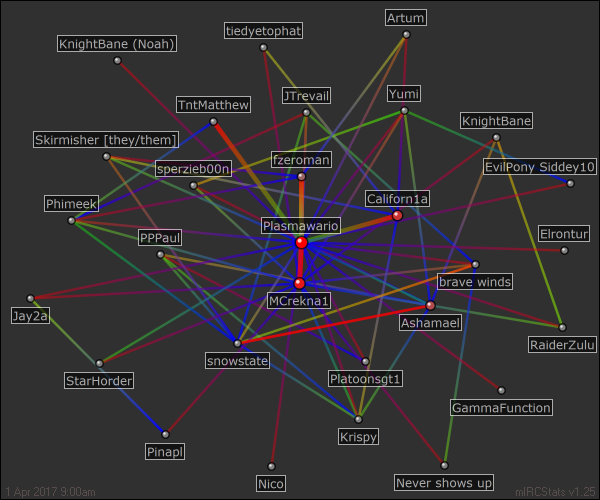 Artum
tiedyetophat
KnightBane (Noah)
JTrevail
Yumi
TntMatthew
KnightBane
Skirmisher [they/them]
fzeroman
sperzieb00n
EvilPony_Siddey10
Californ1a
Phimeek
Plasmawario
PPPaul
Elrontur
brave winds
MCrekna1
Jay2a
Ashamael
RaiderZulu
snowstate
StarHorder
Platoonsgt1
GammaFunction
Krispy
Pinapl
Nico
Never shows up
1 Apr 2017 9:00am
mIRCStats v1.25